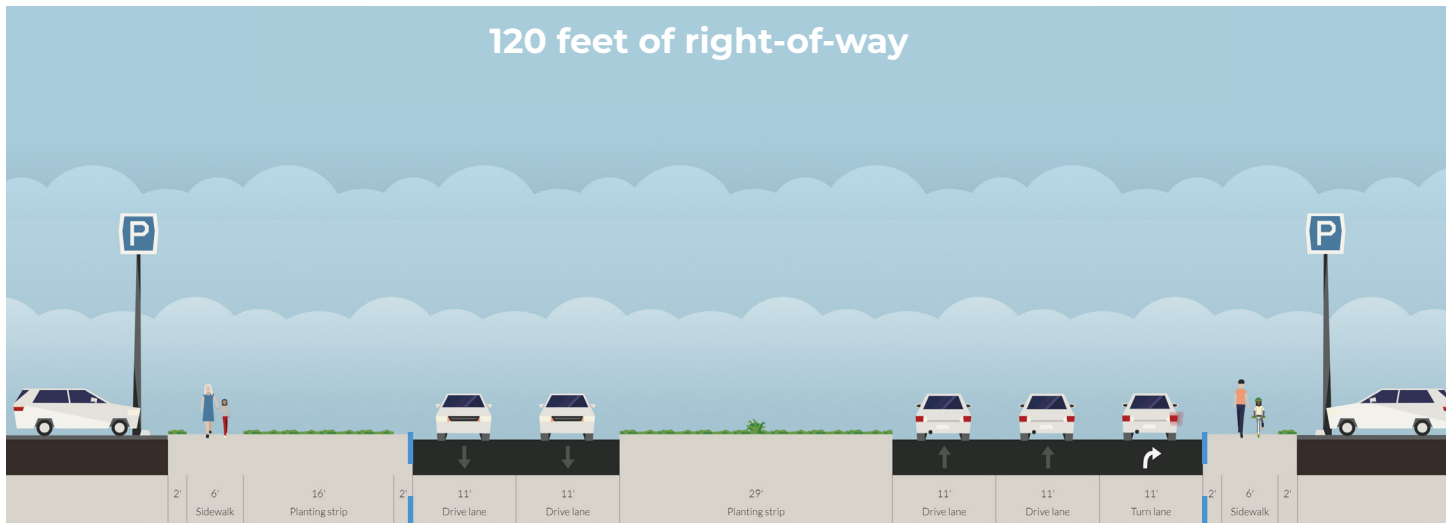 120 feet of right-of-way
P
P
2'
6'
Sidewalk
16'
Planting strip
2'
11'
Drive lane
11'
Drive lane
29'
Planting strip
11'
Drive lane
11'
Drive lane
11'
Turn lane
2'
6'
Sidewalk
2'